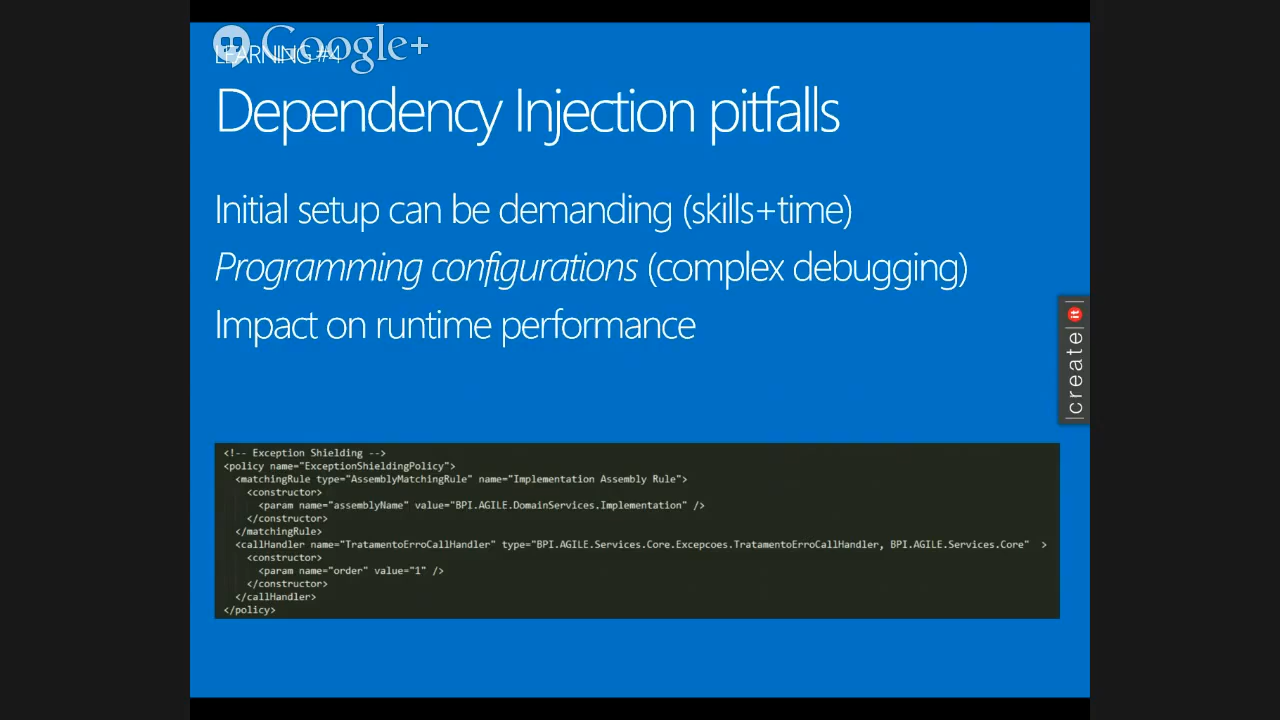 Google+
LEARNING #4
Dependency Injection pitfalls
Initial setup can be demanding (skills+time)
Programming configurations (complex debugging)
Impact on runtime performance
|create|it|
<!-- Exception Shielding -->
<policy name="ExceptionShieldingPolicy">
<matchingRule type="AssemblyMatchingRule" name="Implementation Assembly Rule">
<constructor>
<param name="assemblyName" value="BPI.AGILE.DomainServices.Implementation" />
</constructor>
</matchingRule>
<callHandler name="TratamentoErroCallHandler" type="BPI.AGILE.Services.Core.Excepcoes.TratamentoErroCallHandler, BPI.AGILE.Services.Core" >
<constructor>
<param name="order" value="1" />
</constructor>
</callHandler>
</policy>